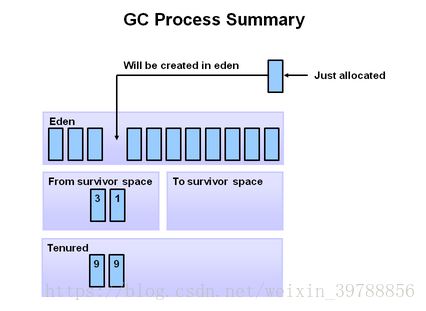 GC Process Summary
Will be created in eden
Just allocated
Eden
From survivor space
To survivor space
3 1
Tenured
9 9
https://blog.csdn.net/weixin_39788856